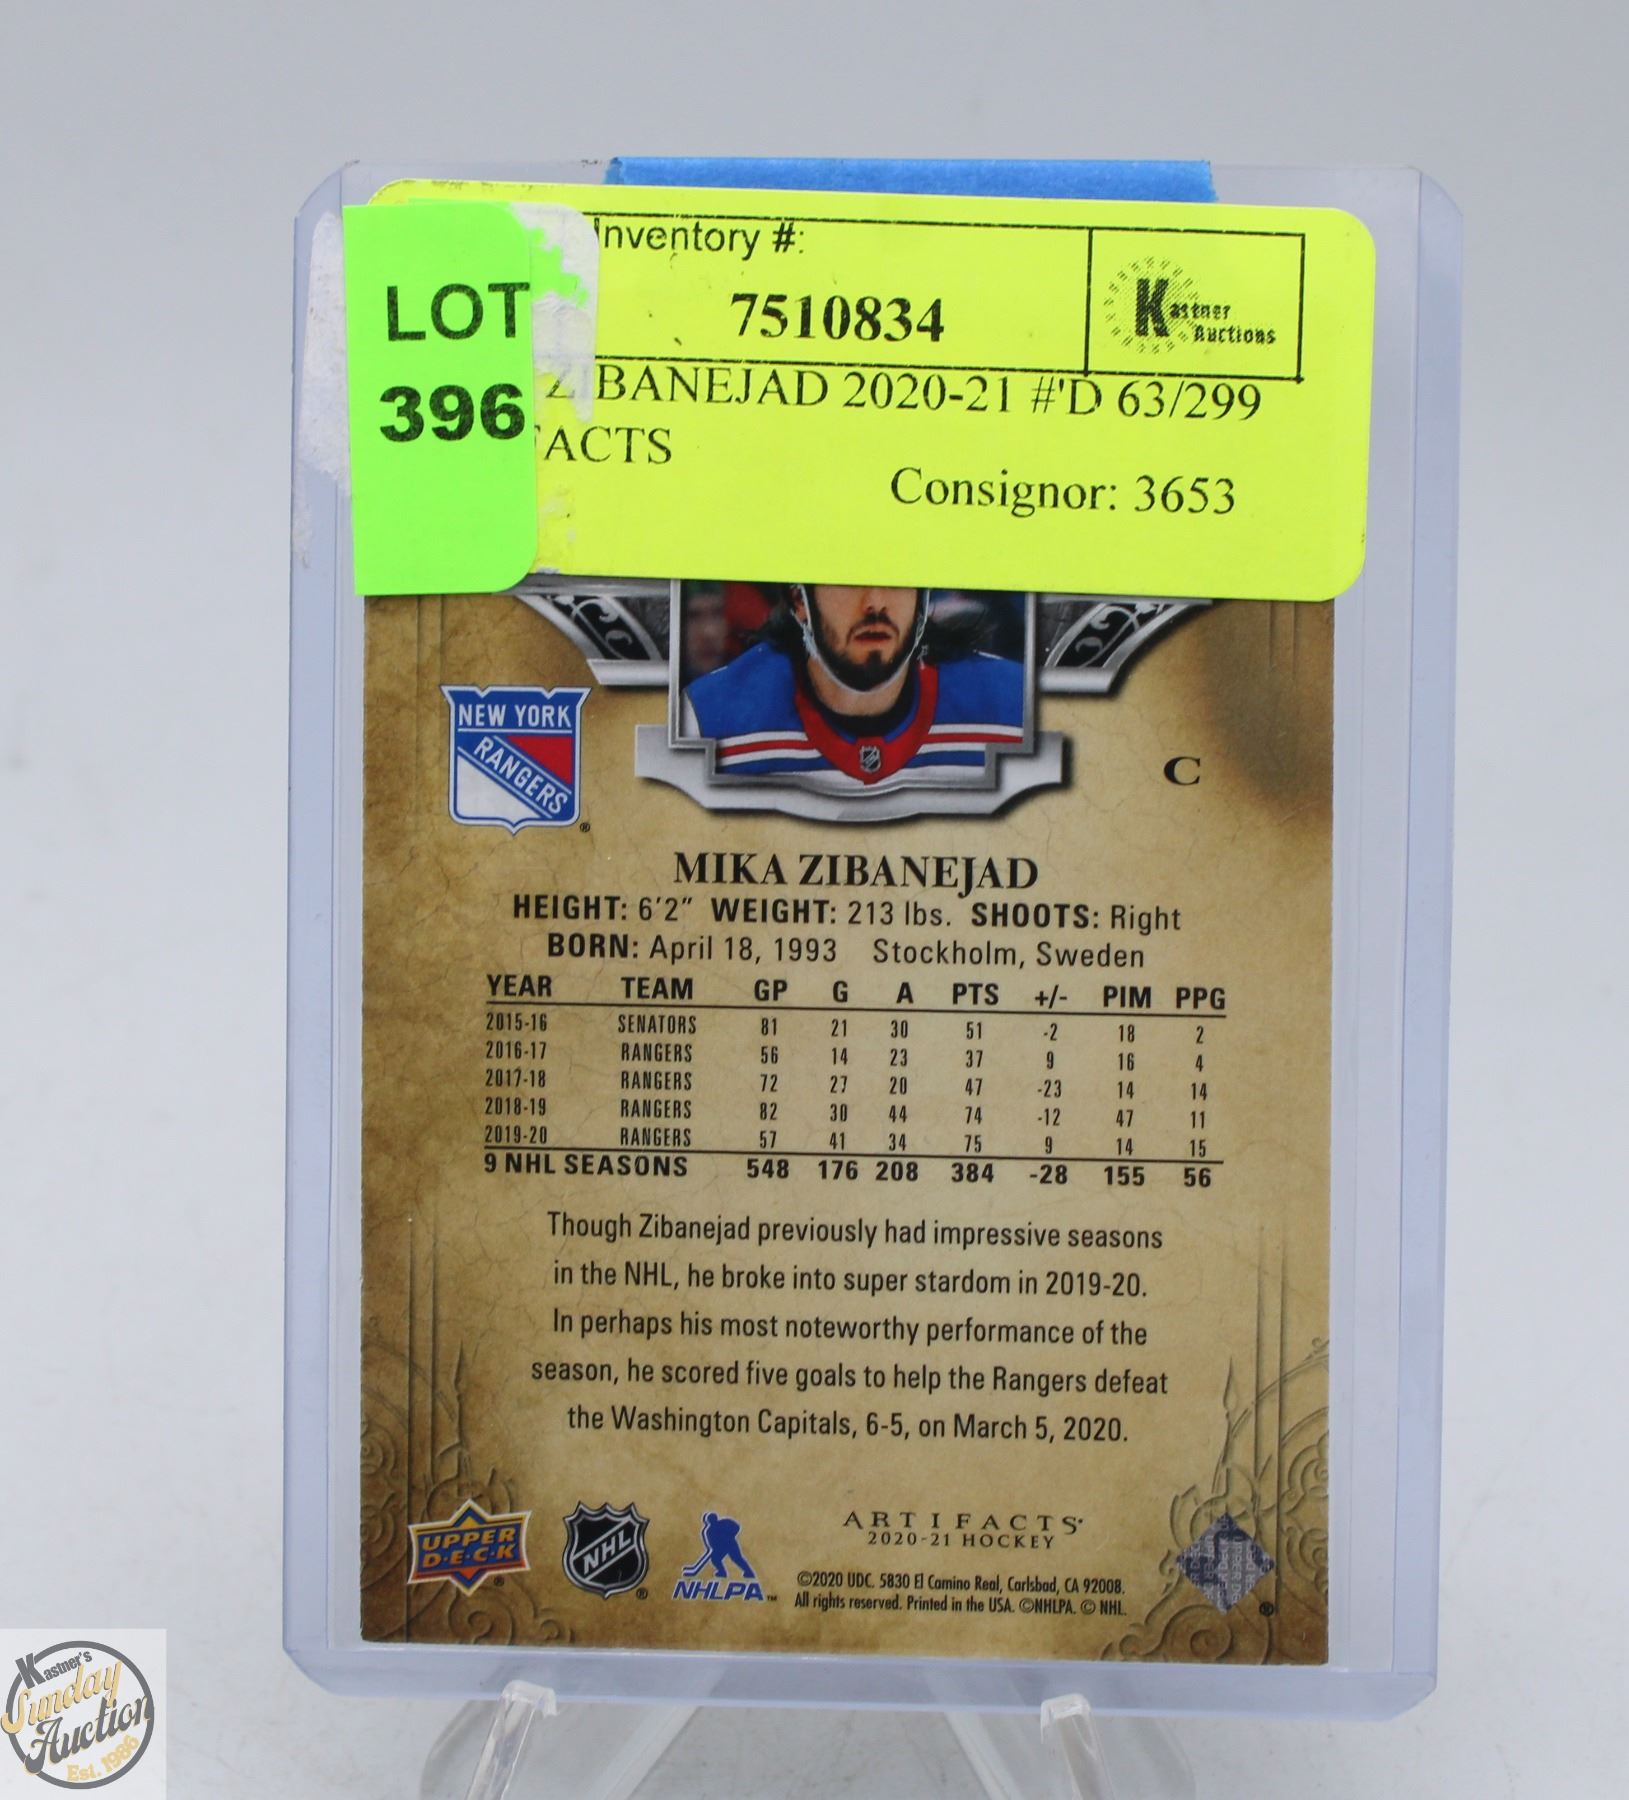 Inventory #:
7510834
Kastner
Auctions
LOT
396
ZIBANEJAD 2020-21 #'D 63/299
FACTS
Consignor: 3653
NEW YORK
RANGERS
®
C
MIKA ZIBANEJAD
HEIGHT: 6'2" WEIGHT: 213 lbs. SHOOTS: Right
BORN: April 18, 1993 Stockholm, Sweden
YEAR TEAM GP G A PTS +/- PIM PPG
2015-16 SENATORS 81 21 30 51 -2 18 2
2016-17 RANGERS 56 14 23 37 9 16 4
2017-18 RANGERS 72 27 20 47 -23 14 14
2018-19 RANGERS 82 30 44 74 -12 47 11
2019-20 RANGERS 57 41 34 75 9 14 15
9 NHL SEASONS 548 176 208 384 -28 155 56
Though Zibanejad previously had impressive seasons
in the NHL, he broke into super stardom in 2019-20.
In perhaps his most noteworthy performance of the
season, he scored five goals to help the Rangers defeat
the Washington Capitals, 6-5, on March 5, 2020.
UPPER
D·E·C·K
®
NHL
®
NHLPA™
ARTIFACTS
2020-21 HOCKEY
©2020 UDC. 5830 El Camino Real, Carlsbad, CA 92008.
All rights reserved. Printed in the USA. ©NHLPA. © NHL.
®
Kastner's
Sunday
Auction
Est. 1986